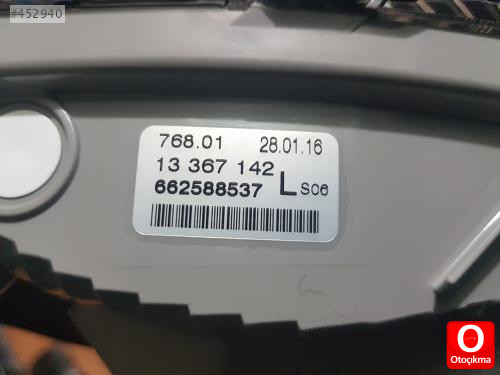 #452940
768.01 28.01.16
13 367 142
662588537 L S06
O
Otoçıkma